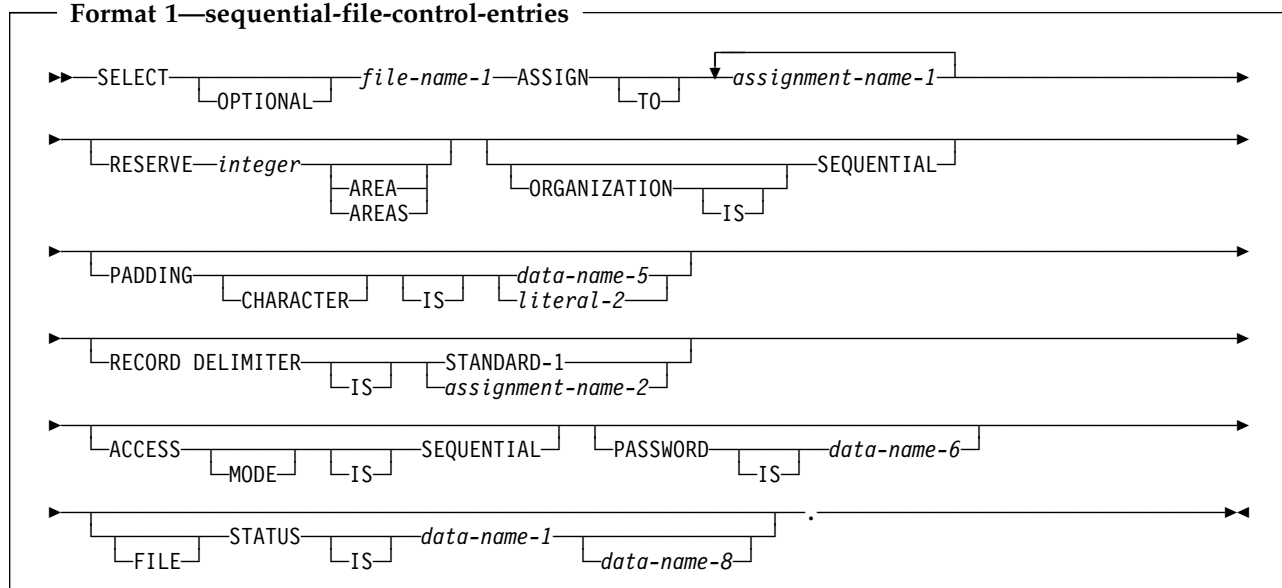 Format 1—sequential-file-control-entries
SELECT OPTIONAL file-name-1 ASSIGN TO assignment-name-1
RESERVE integer AREA AREAS ORGANIZATION IS SEQUENTIAL
PADDING CHARACTER IS data-name-5 literal-2
RECORD DELIMITER IS STANDARD-1 assignment-name-2
ACCESS MODE IS SEQUENTIAL PASSWORD IS data-name-6
FILE STATUS IS data-name-1 data-name-8 .